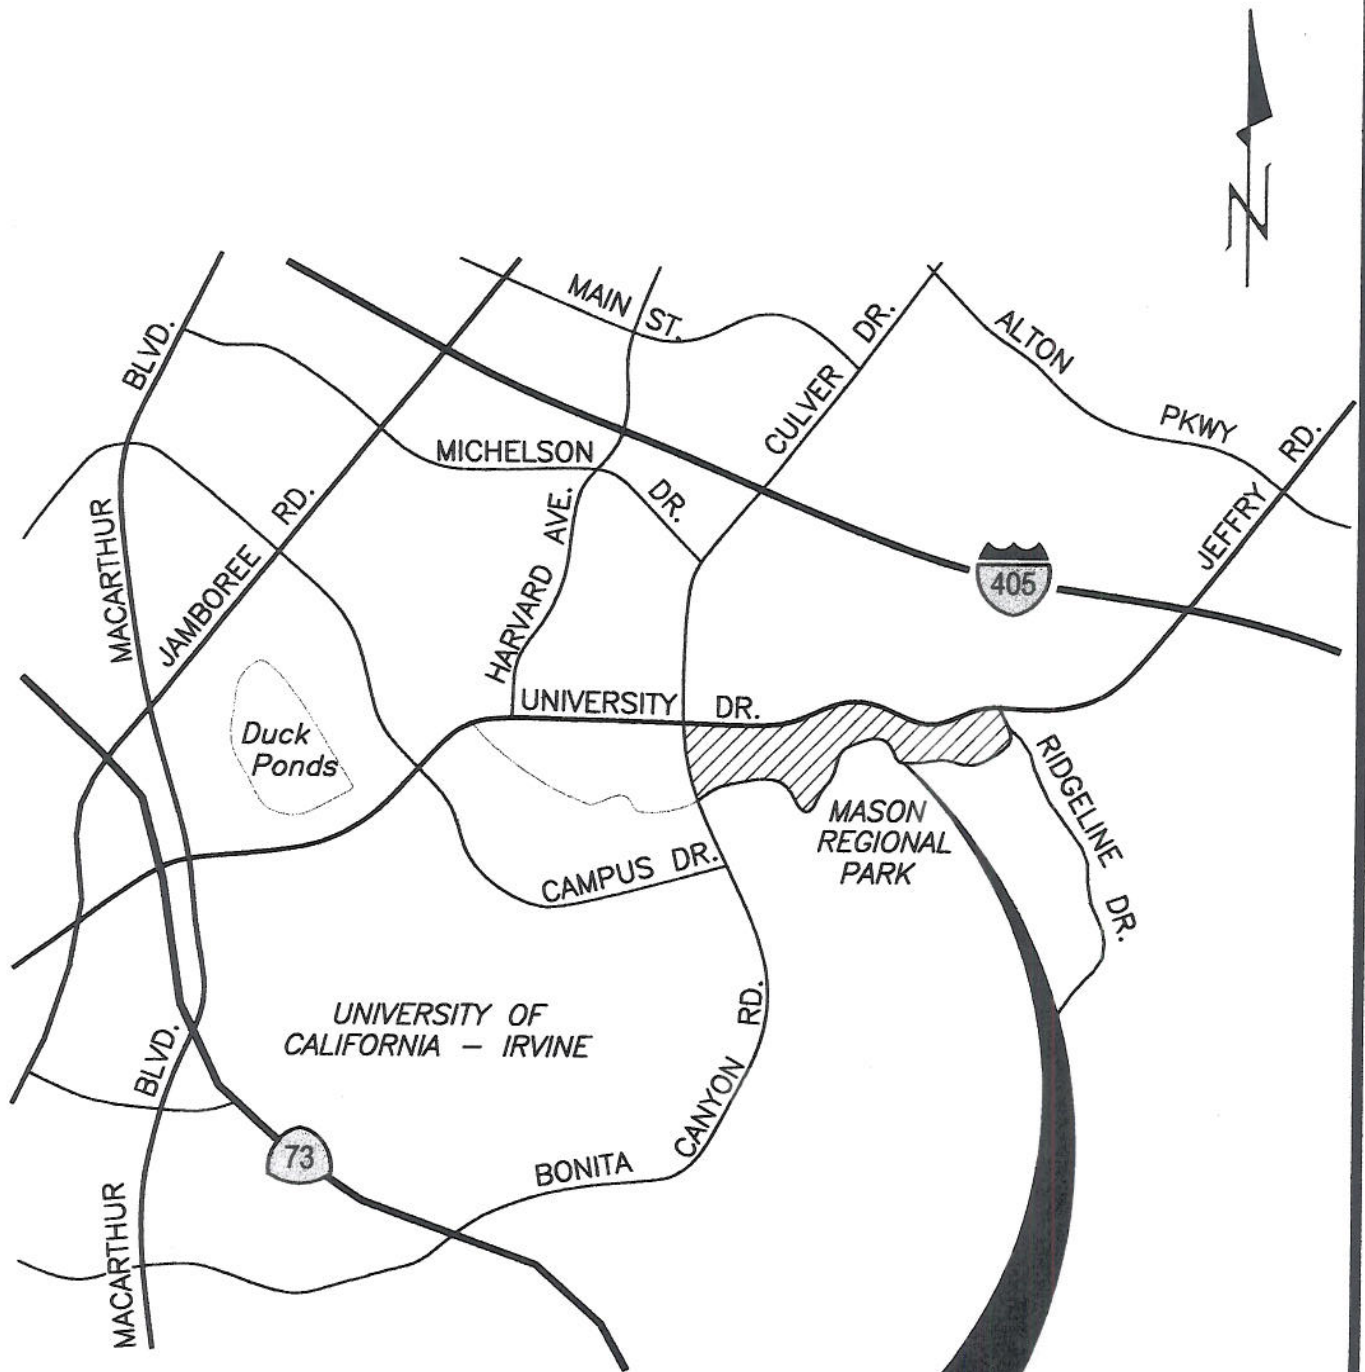 N
MAIN ST.
BLVD.
CULVER DR.
ALTON PKWY
MICHELSON DR.
JEFFRY RD.
MACARTHUR
JAMBOREE RD.
HARVARD AVE.
405
UNIVERSITY DR.
Duck
Ponds
RIDGELINE DR.
MASON
REGIONAL
PARK
CAMPUS DR.
UNIVERSITY OF
CALIFORNIA – IRVINE
BLVD.
CANYON RD.
73
BONITA
MACARTHUR